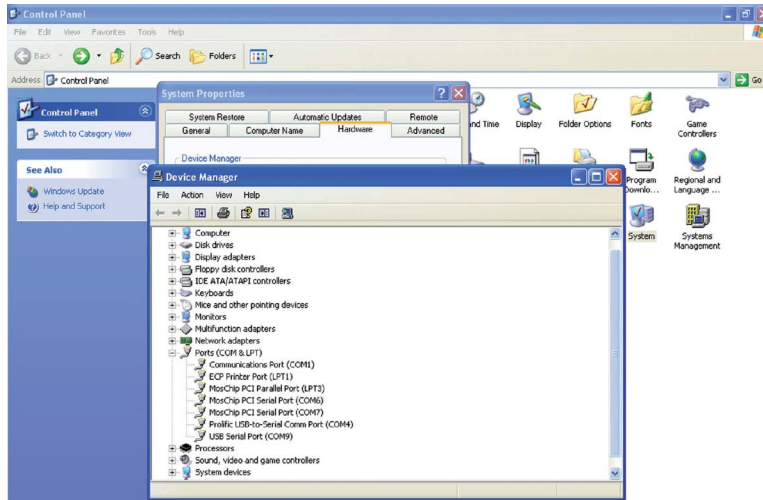 Control Panel
File Edit View Favorites Tools Help
Back Search Folders
Address Control Panel Go
Control Panel
Switch to Category View
See Also
Windows Update
Help and Support
System Properties
System Restore Automatic Updates Remote
General Computer Name Hardware Advanced
Device Manager
and Time Display Folder Options Fonts Game
Controllers
Program
Downlo... Regional and
Language ...
System Systems
Management
Device Manager
File Action View Help
Computer
Disk drives
Display adapters
Floppy disk controllers
IDE ATA/ATAPI controllers
Keyboards
Mice and other pointing devices
Monitors
Multifunction adapters
Network adapters
Ports (COM & LPT)
Communications Port (COM1)
ECP Printer Port (LPT1)
MosChip PCI Parallel Port (LPT3)
MosChip PCI Serial Port (COM6)
MosChip PCI Serial Port (COM7)
Prolific USB-to-Serial Comm Port (COM4)
USB Serial Port (COM9)
Processors
Sound, video and game controllers
System devices